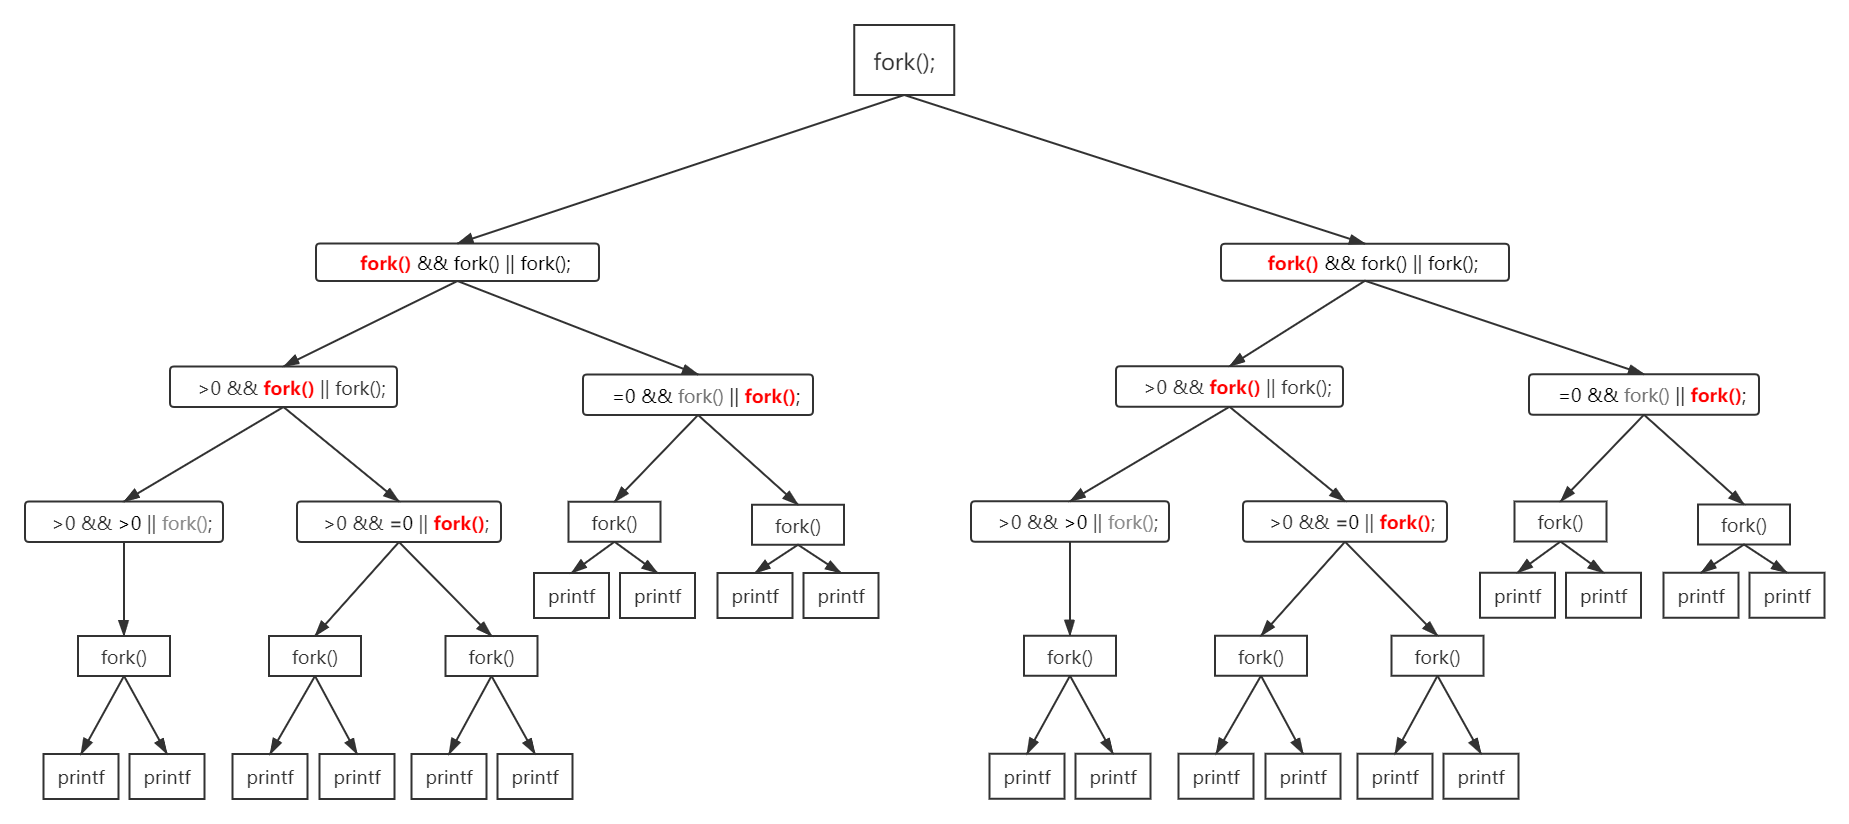 fork();
fork() && fork() || fork();
fork() && fork() || fork();
>0 && fork() || fork();
=0 && fork() || fork();
>0 && fork() || fork();
=0 && fork() || fork();
>0 && >0 || fork();
>0 && =0 || fork();
fork()
fork()
>0 && >0 || fork();
>0 && =0 || fork();
fork()
fork()
printf
printf
printf
printf
printf
printf
printf
printf
fork()
fork()
fork()
fork()
fork()
fork()
printf
printf
printf
printf
printf
printf
printf
printf
printf
printf
printf
printf